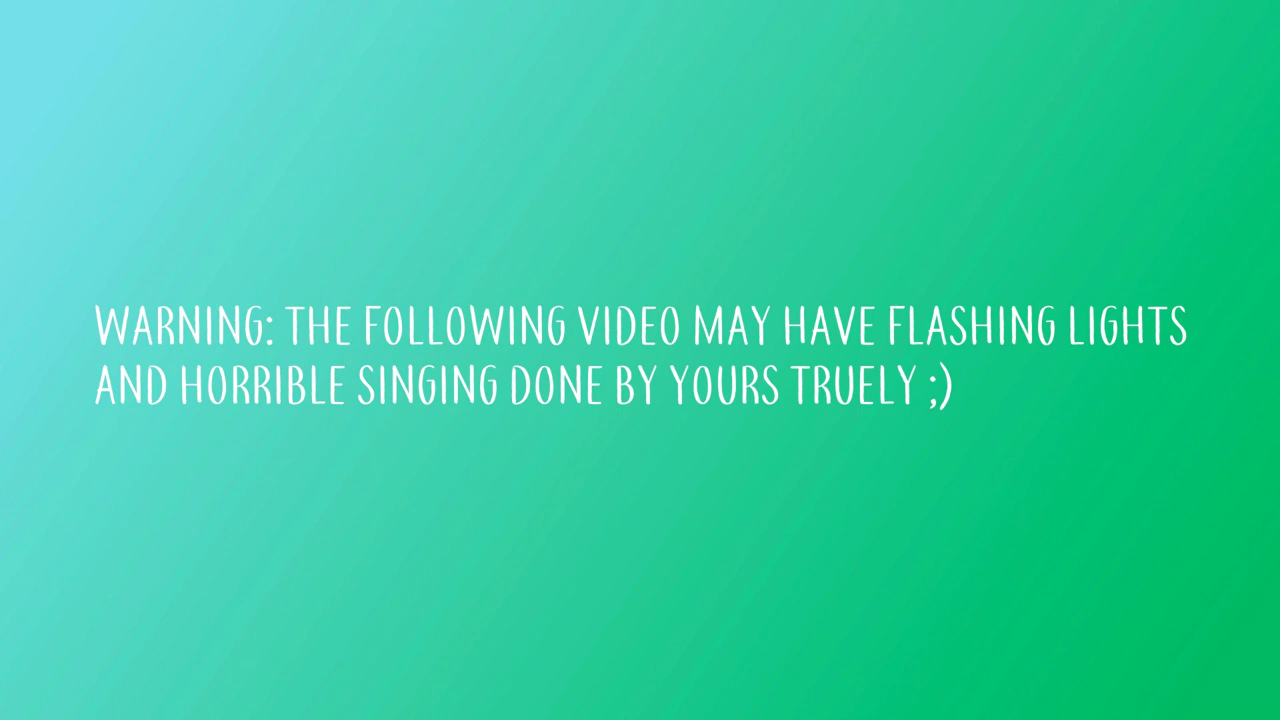 WARNING: THE FOLLOWING VIDEO MAY HAVE FLASHING LIGHTS
AND HORRIBLE SINGING DONE BY YOURS TRUELY ;)